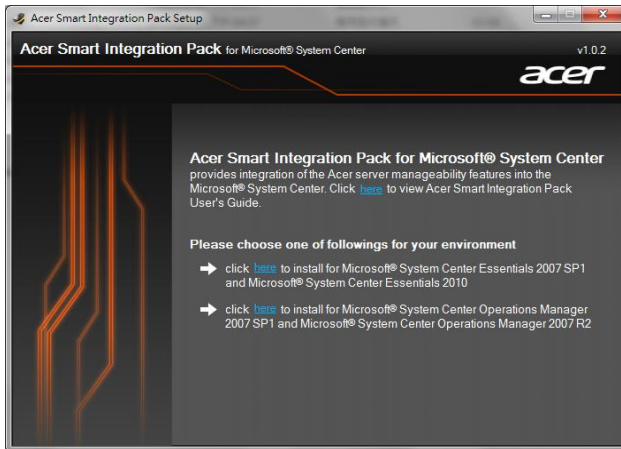 Acer Smart Integration Pack Setup
Acer Smart Integration Pack for Microsoft® System Center v1.0.2
acer
Acer Smart Integration Pack for Microsoft® System Center
provides integration of the Acer server manageability features into the
Microsoft® System Center. Click here to view Acer Smart Integration Pack
User's Guide.
Please choose one of followings for your environment
click here to install for Microsoft® System Center Essentials 2007 SP1
and Microsoft® System Center Essentials 2010
click here to install for Microsoft® System Center Operations Manager
2007 SP1 and Microsoft® System Center Operations Manager 2007 R2